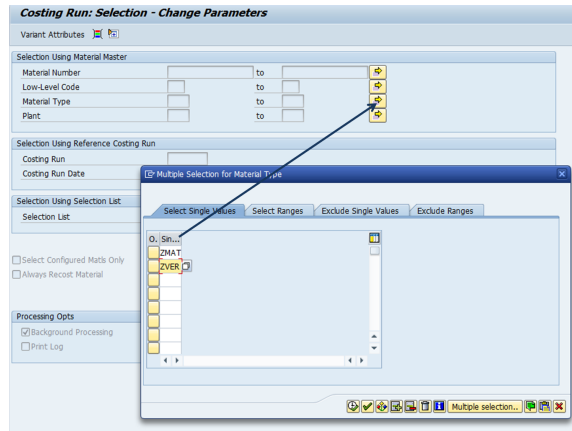 Costing Run: Selection - Change Parameters
Variant Attributes
Selection Using Material Master
Material Number to
Low-Level Code to
Material Type to
Plant to
Selection Using Reference Costing Run
Costing Run
Costing Run Date
Multiple Selection for Material Type
Selection Using Selection List
Selection List
Select Single Values Select Ranges Exclude Single Values Exclude Ranges
O. Sin...
ZMAT
ZVER
Select Configured Matls Only
Always Recost Material
Processing Opts
Background Processing
Print Log
Multiple selection..